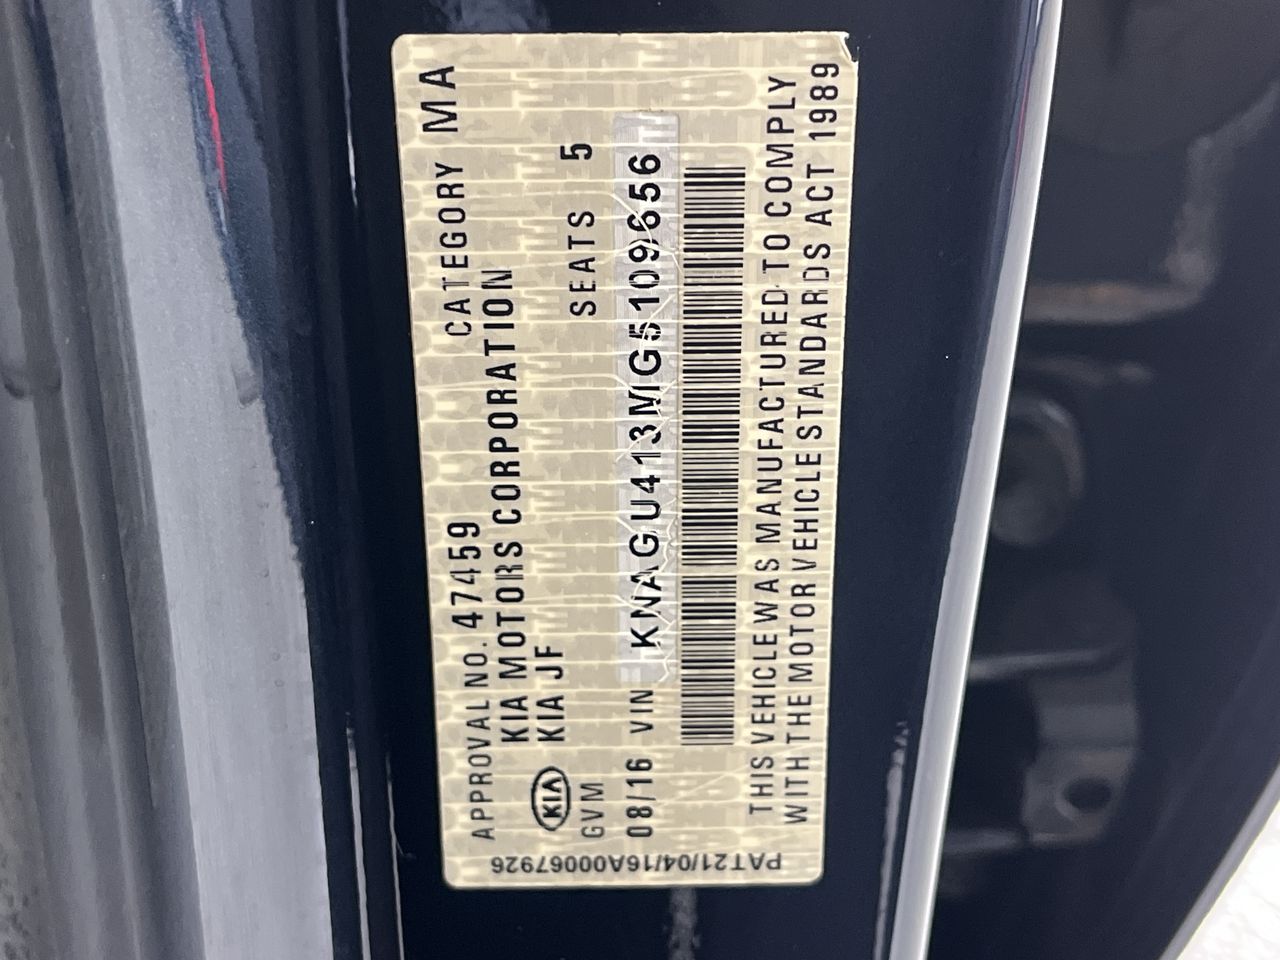 APPROVAL NO. 47459 CATEGORY MA
KIA MOTORS CORPORATION
KIA KIA JF
GVM SEATS 5
08/16 VIN KNAGU413MG5109656
THIS VEHICLE WAS MANUFACTURED TO COMPLY
WITH THE MOTOR VEHICLE STANDARDS ACT 1989
PAT21/04/16A00067926